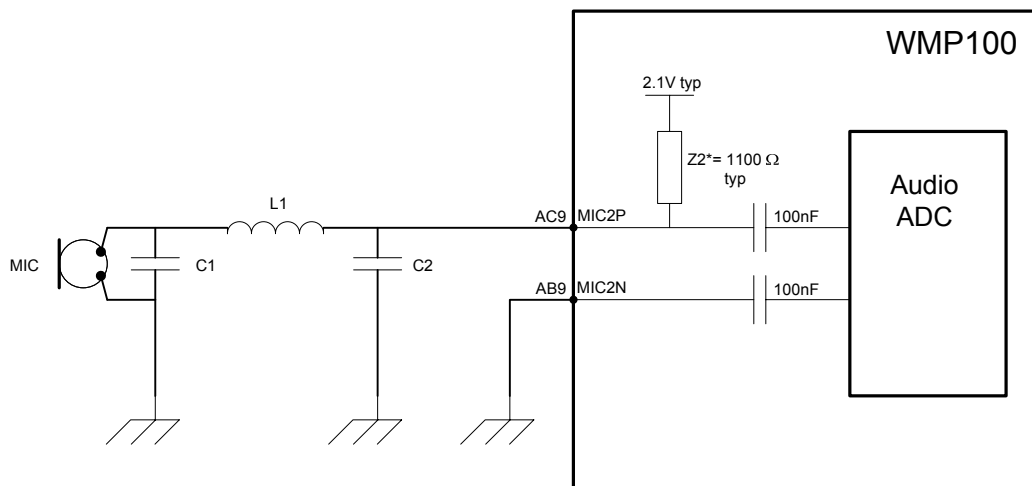 WMP100
2.1V typ
Z2*= 1100 Ω
typ
Audio
ADC
L1
AC9
MIC2P
100nF
MIC
C1
C2
AB9
MIC2N
100nF